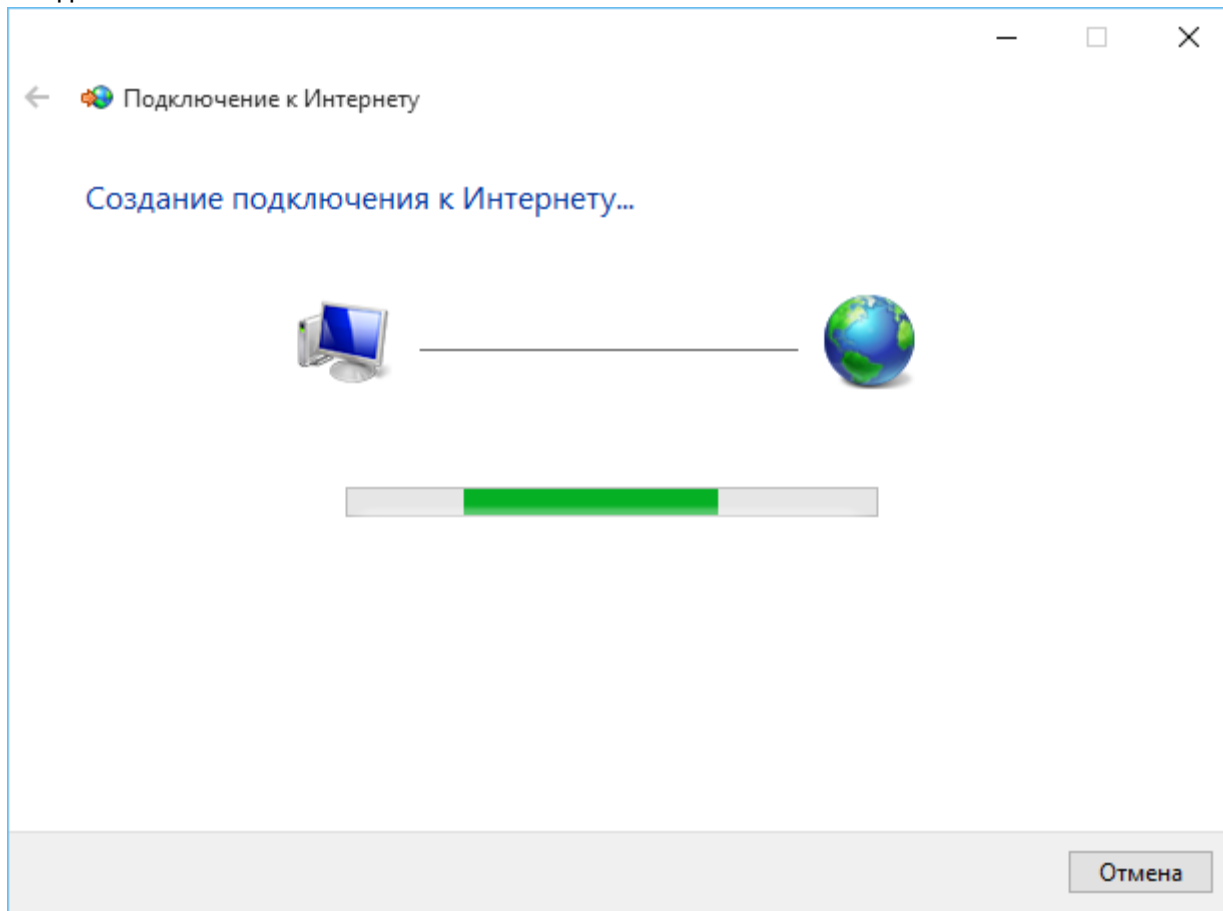 Подключение к Интернету
Создание подключения к Интернету...
Отмена